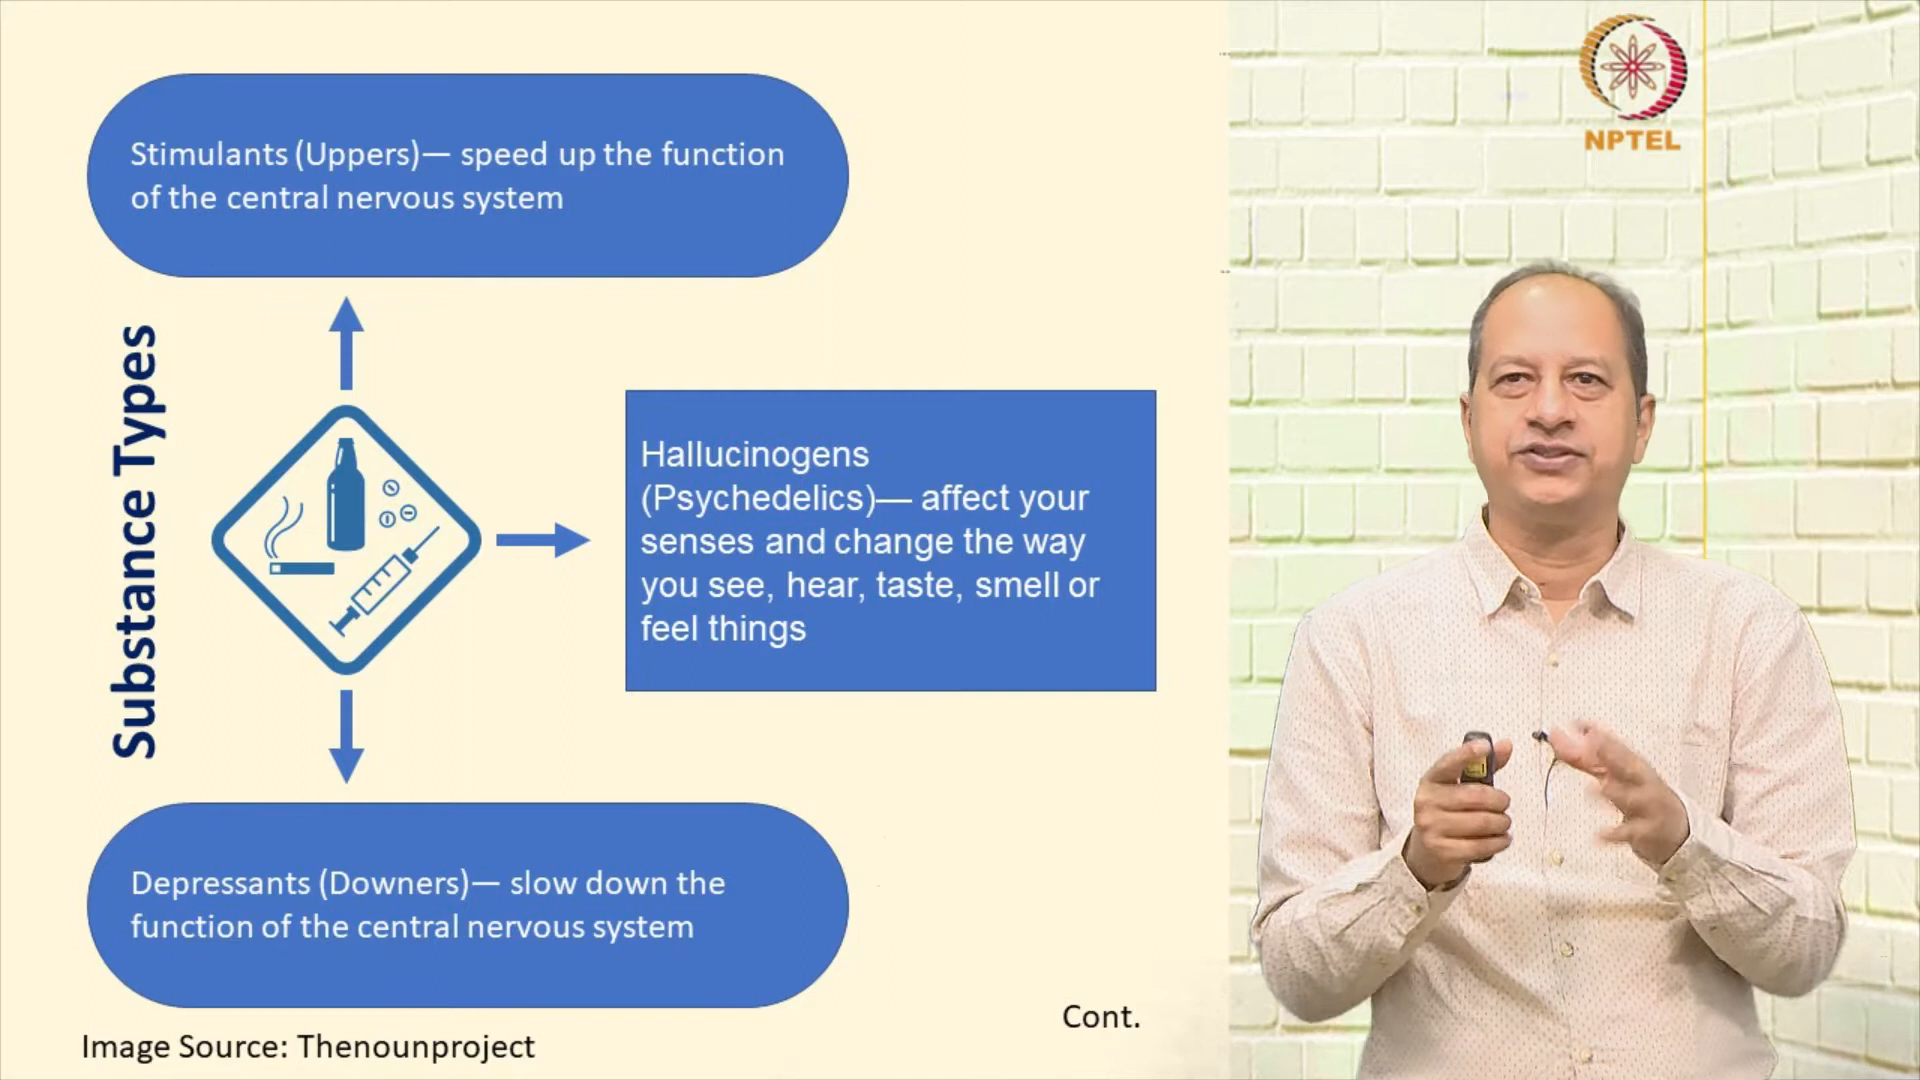 NPTEL
Stimulants (Uppers)— speed up the function
of the central nervous system
Substance Types
Hallucinogens
(Psychedelics)— affect your
senses and change the way
you see, hear, taste, smell or
feel things
Depressants (Downers)— slow down the
function of the central nervous system
Cont.
Image Source: Thenounproject